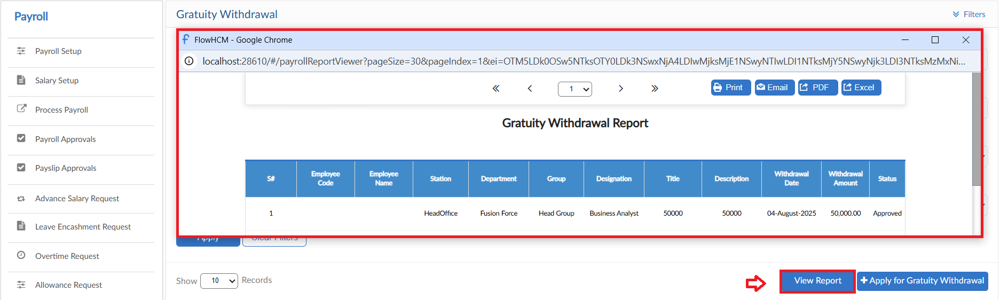 Payroll
Payroll Setup
Salary Setup
Process Payroll
Payroll Approvals
Payslip Approvals
Advance Salary Request
Leave Encashment Request
Overtime Request
Allowance Request
Gratuity Withdrawal
Filters
FlowHCM - Google Chrome
localhost:28610/#/payrollReportViewer?pageSize=30&pageIndex=1&ei=OTM5LDk0OSw5NTksOTY0LDk3NSwxNjA4LDIwMjksMjE1NSwyNTIwLDI1NTksMjY5NSwyNjk3LDI3NTksMzMxNi...
1
Print
Email
PDF
Excel
Gratuity Withdrawal Report
S# Employee Code Employee Name Station Department Group Designation Title Description Withdrawal Date Withdrawal Amount Status
1 HeadOffice Fusion Force Head Group Business Analyst 50000 50000 04-August-2025 50,000.00 Approved
Apply
Clear Filters
Show 10 Records
View Report
+ Apply for Gratuity Withdrawal